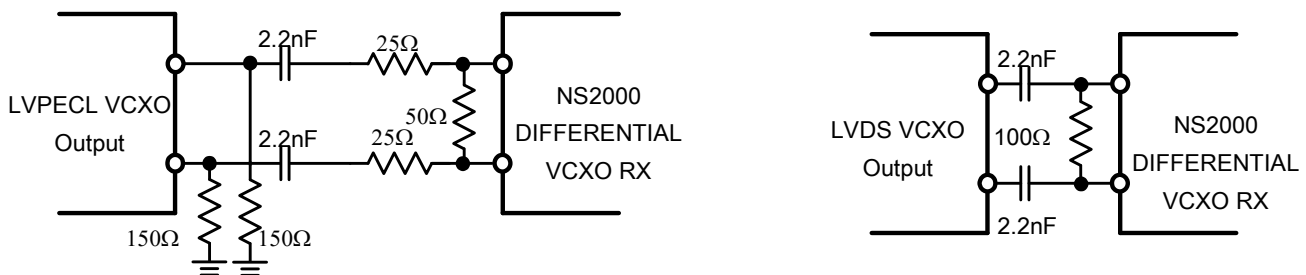 2.2nF
25Ω
LVPECL VCXO
Output
50Ω
2.2nF
25Ω
NS2000
DIFFERENTIAL
VCXO RX
150Ω
150Ω
2.2nF
LVDS VCXO
Output
100Ω
2.2nF
NS2000
DIFFERENTIAL
VCXO RX